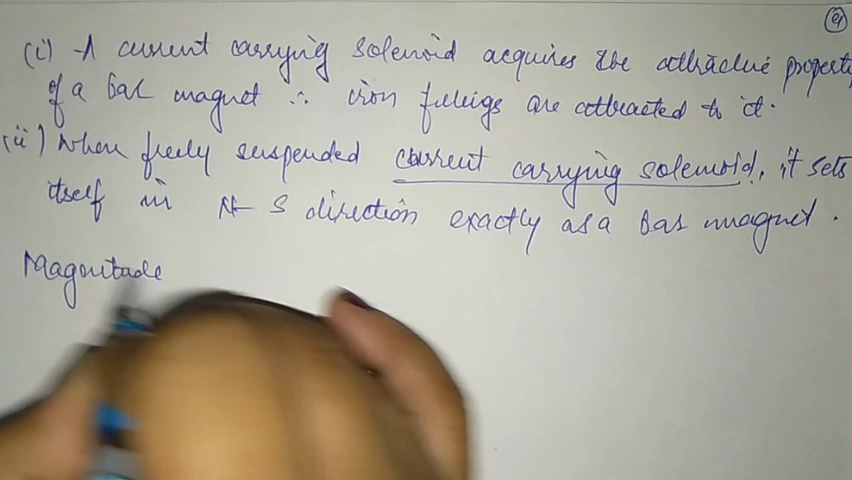 (i) A current carrying solenoid acquires the attractive property
of a bar magnet ∴ iron fillings are attracted to it.
(ii) When freely suspended current carrying solenoid, it sets
itself in N-S direction exactly as a bar magnet.
Magnitude